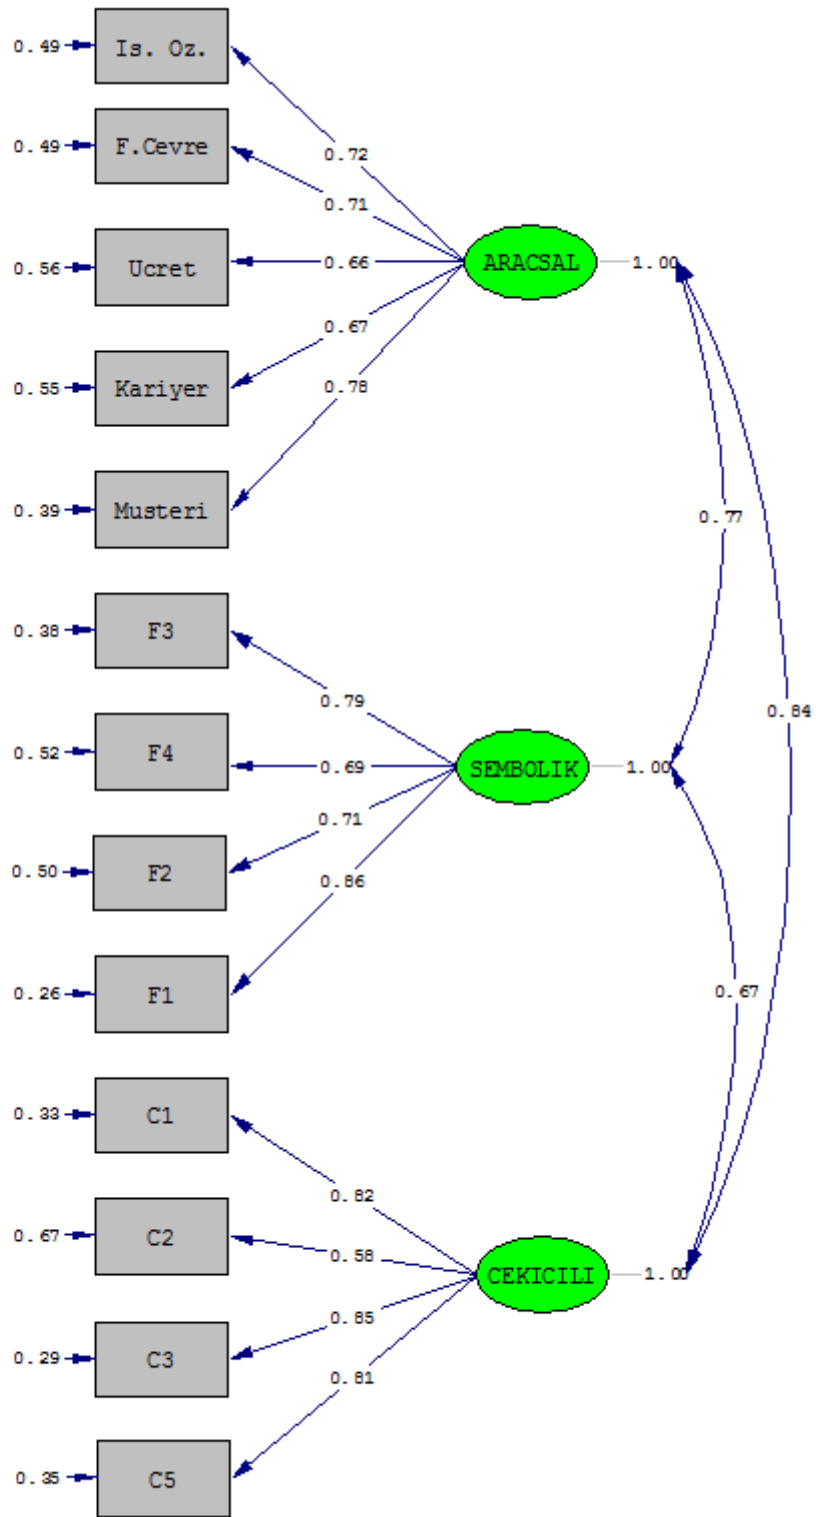 0.49 Is. Oz.
0.72
0.49 F.Cevre
0.71
0.56 Ucret 0.66 ARACSAL 1.00
0.67
0.55 Kariyer 0.78
0.39 Musteri 0.77
0.38 F3
0.79 0.84
0.52 F4 0.69 SEMBOLIK 1.00
0.71
0.50 F2 0.86
0.26 F1 0.67
0.33 C1
0.82
0.67 C2 0.58
CEKICILI 1.00
0.85
0.29 C3 0.81
0.35 C5